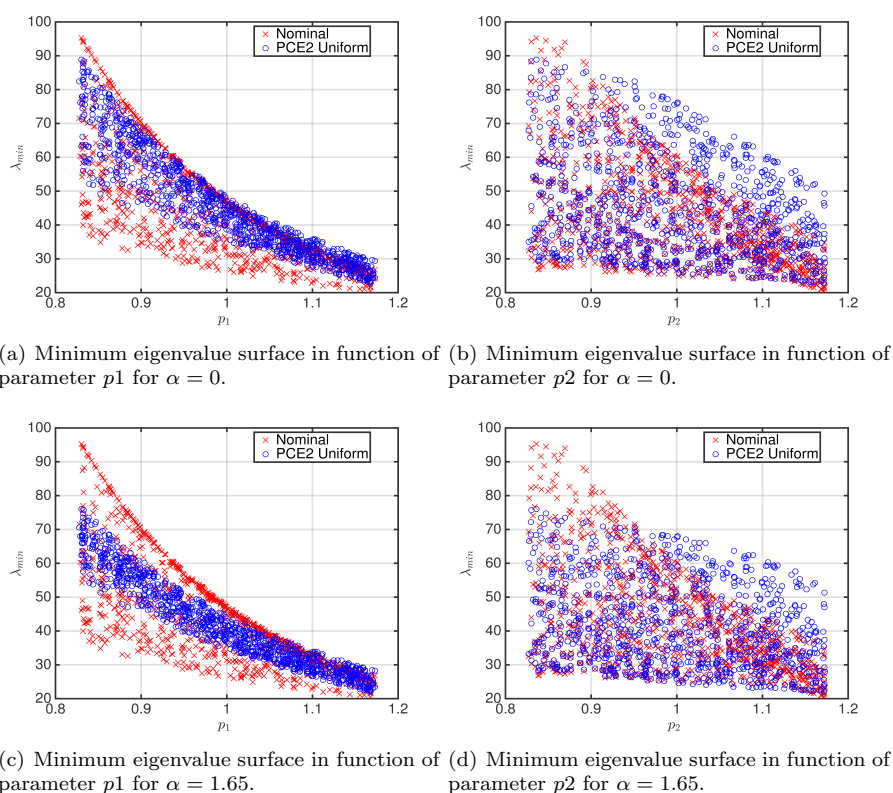 100
90
80
70
60
50
40
30
20
λmin
0.8
0.9
1
1.1
1.2
p1
Nominal
PCE2 Uniform
100
90
80
70
60
50
40
30
20
λmin
0.8
0.9
1
1.1
1.2
p2
Nominal
PCE2 Uniform
(a) Minimum eigenvalue surface in function of
parameter p1 for α = 0.
(b) Minimum eigenvalue surface in function of
parameter p2 for α = 0.
100
90
80
70
60
50
40
30
20
λmin
0.8
0.9
1
1.1
1.2
p1
Nominal
PCE2 Uniform
100
90
80
70
60
50
40
30
20
λmin
0.8
0.9
1
1.1
1.2
p2
Nominal
PCE2 Uniform
(c) Minimum eigenvalue surface in function of
parameter p1 for α = 1.65.
(d) Minimum eigenvalue surface in function of
parameter p2 for α = 1.65.